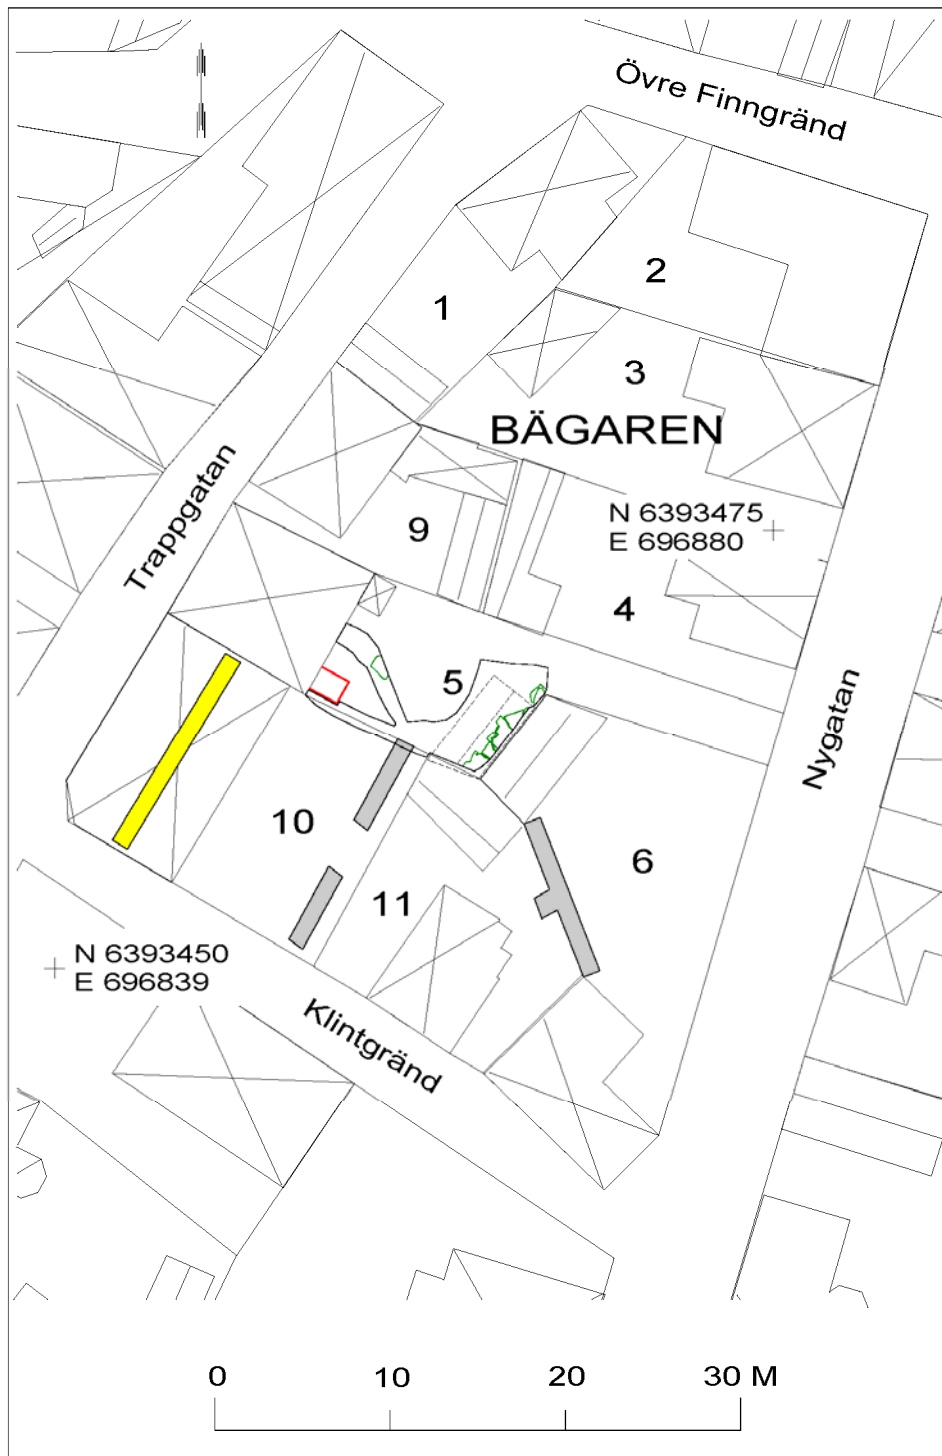 Övre Finngränd
2
1
3
BÄGAREN
Trappgatan
N 6393475
E 696880
9
4
5
Nygatan
10
6
11
N 6393450
E 696839
Klintgränd
0 10 20 30 M